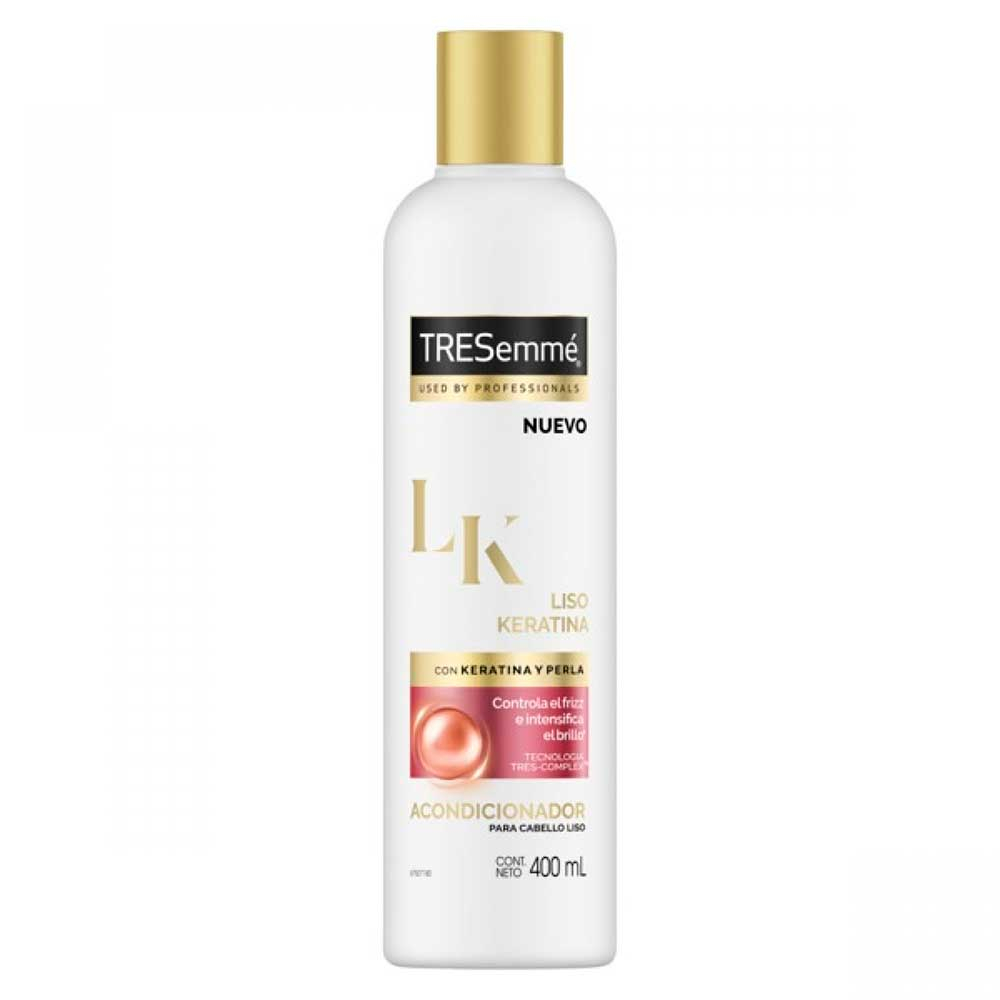 TRESemmé®
USED BY PROFESSIONALS
NUEVO
LK
LISO
KERATINA
CON KERATINA Y PERLA
Controla el frizz
e intensifica
el brillo
TECNOLOGÍA
TRES-COMPLEX™
ACONDICIONADOR
PARA CABELLO LISO
CONT.
NETO 400 mL